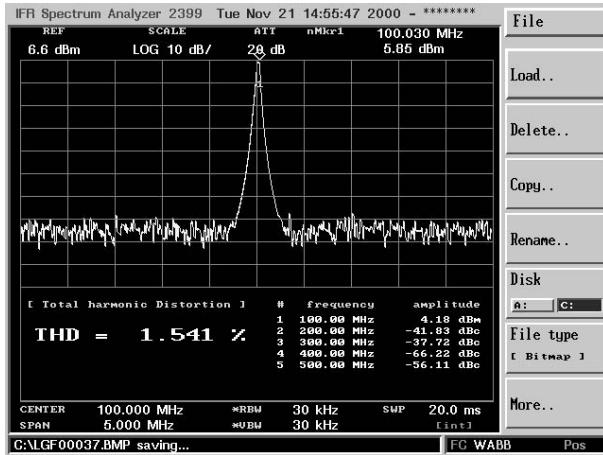 IFR Spectrum Analyzer 2399 Tue Nov 21 14:55:47 2000 - ********
REF SCALE ATT nMkr1 100.030 MHz
6.6 dBm LOG 10 dB/ 20 dB 5.85 dBm
[ Total harmonic Distortion ] # frequency amplitude
THD = 1.541 %
1 100.00 MHz 4.18 dBm
2 200.00 MHz -41.83 dBc
3 300.00 MHz -37.72 dBc
4 400.00 MHz -66.22 dBc
5 500.00 MHz -56.11 dBc
CENTER 100.000 MHz *RBW 30 kHz SWP 20.0 ms
SPAN 5.000 MHz *VBW 30 kHz [int]
C:\LGF00037.BMP saving... FC WABB Pos
File
Load..
Delete..
Copy..
Rename..
Disk
A: C:
File type
[ Bitmap ]
More..